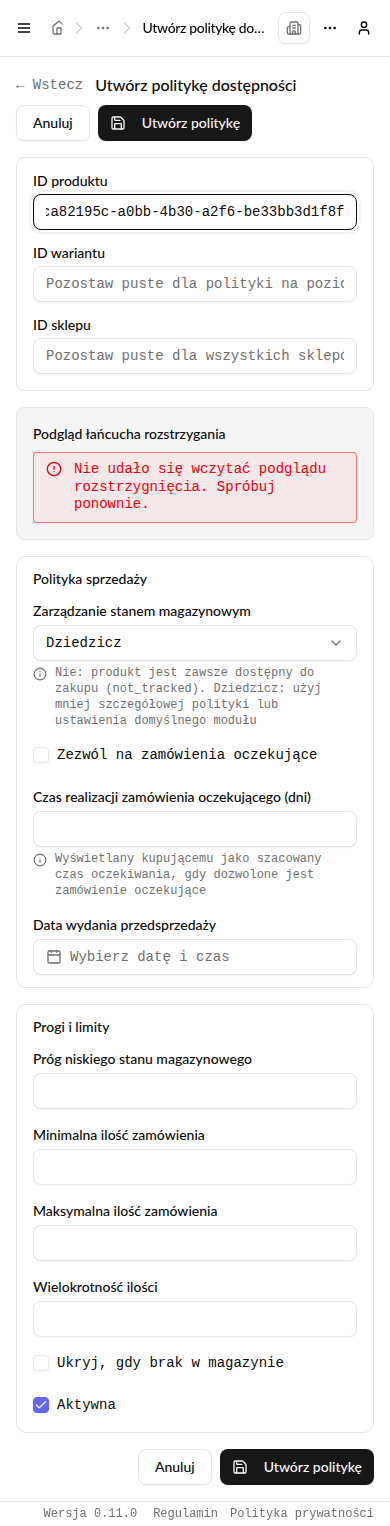 Utwórz politykę do...
← Wstecz Utwórz politykę dostępności
Anuluj
Utwórz politykę
ID produktu
ca82195c-a0bb-4b30-a2f6-be33bb3d1f8f
ID wariantu
Pozostaw puste dla polityki na pozio
ID sklepu
Pozostaw puste dla wszystkich sklepó
Podgląd łańcucha rozstrzygania
Nie udało się wczytać podglądu
rozstrzygnięcia. Spróbuj
ponownie.
Polityka sprzedaży
Zarządzanie stanem magazynowym
Dziedzicz
Nie: produkt jest zawsze dostępny do
zakupu (not_tracked). Dziedzicz: użyj
mniej szczegółowej polityki lub
ustawienia domyślnego modułu
Zezwól na zamówienia oczekujące
Czas realizacji zamówienia oczekującego (dni)
Wyświetlany kupującemu jako szacowany
czas oczekiwania, gdy dozwolone jest
zamówienie oczekujące
Data wydania przedsprzedaży
Wybierz datę i czas
Progi i limity
Próg niskiego stanu magazynowego
Minimalna ilość zamówienia
Maksymalna ilość zamówienia
Wielokrotność ilości
Ukryj, gdy brak w magazynie
Aktywna
Anuluj
Utwórz politykę
Wersja 0.11.0 Regulamin Polityka prywatności